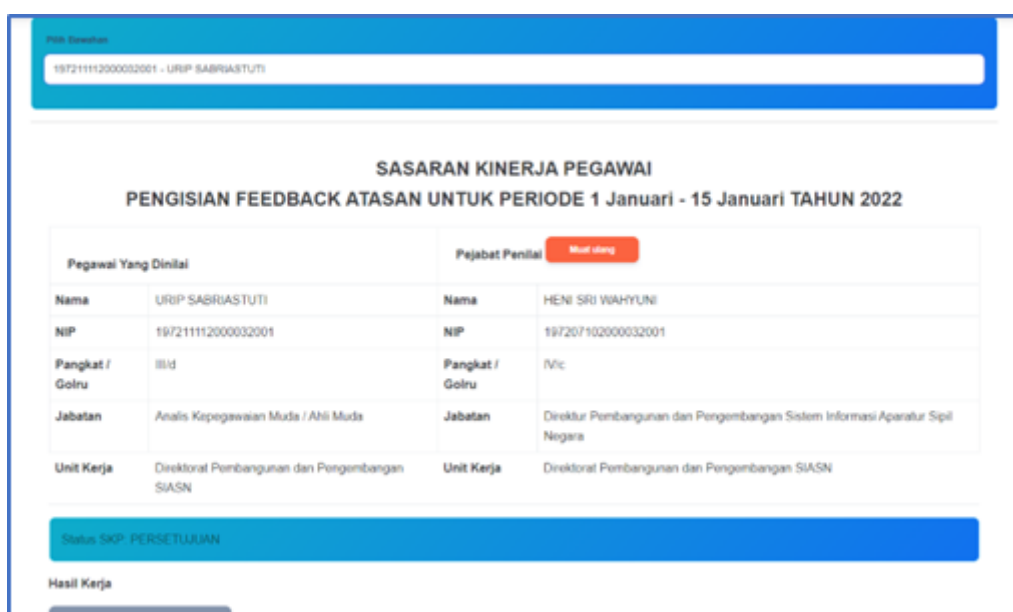 Pilih Bawahan
197211112000032001 - URIP SABRIASTUTI
SASARAN KINERJA PEGAWAI
PENGISIAN FEEDBACK ATASAN UNTUK PERIODE 1 Januari - 15 Januari TAHUN 2022
Pegawai Yang Dinilai
Pejabat Penilai Muat ulang
Nama URIP SABRIASTUTI Nama HENI SRI WAHYUNI
NIP 197211112000032001 NIP 197207102000032001
Pangkat / Golru III/d Pangkat / Golru IV/c
Jabatan Analis Kepegawaian Muda / Ahli Muda Jabatan Direktur Pembangunan dan Pengembangan Sistem Informasi Aparatur Sipil
Negara
Unit Kerja Direktorat Pembangunan dan Pengembangan Unit Kerja Direktorat Pembangunan dan Pengembangan SIASN
SIASN
Status SKP: PERSETUJUAN
Hasil Kerja